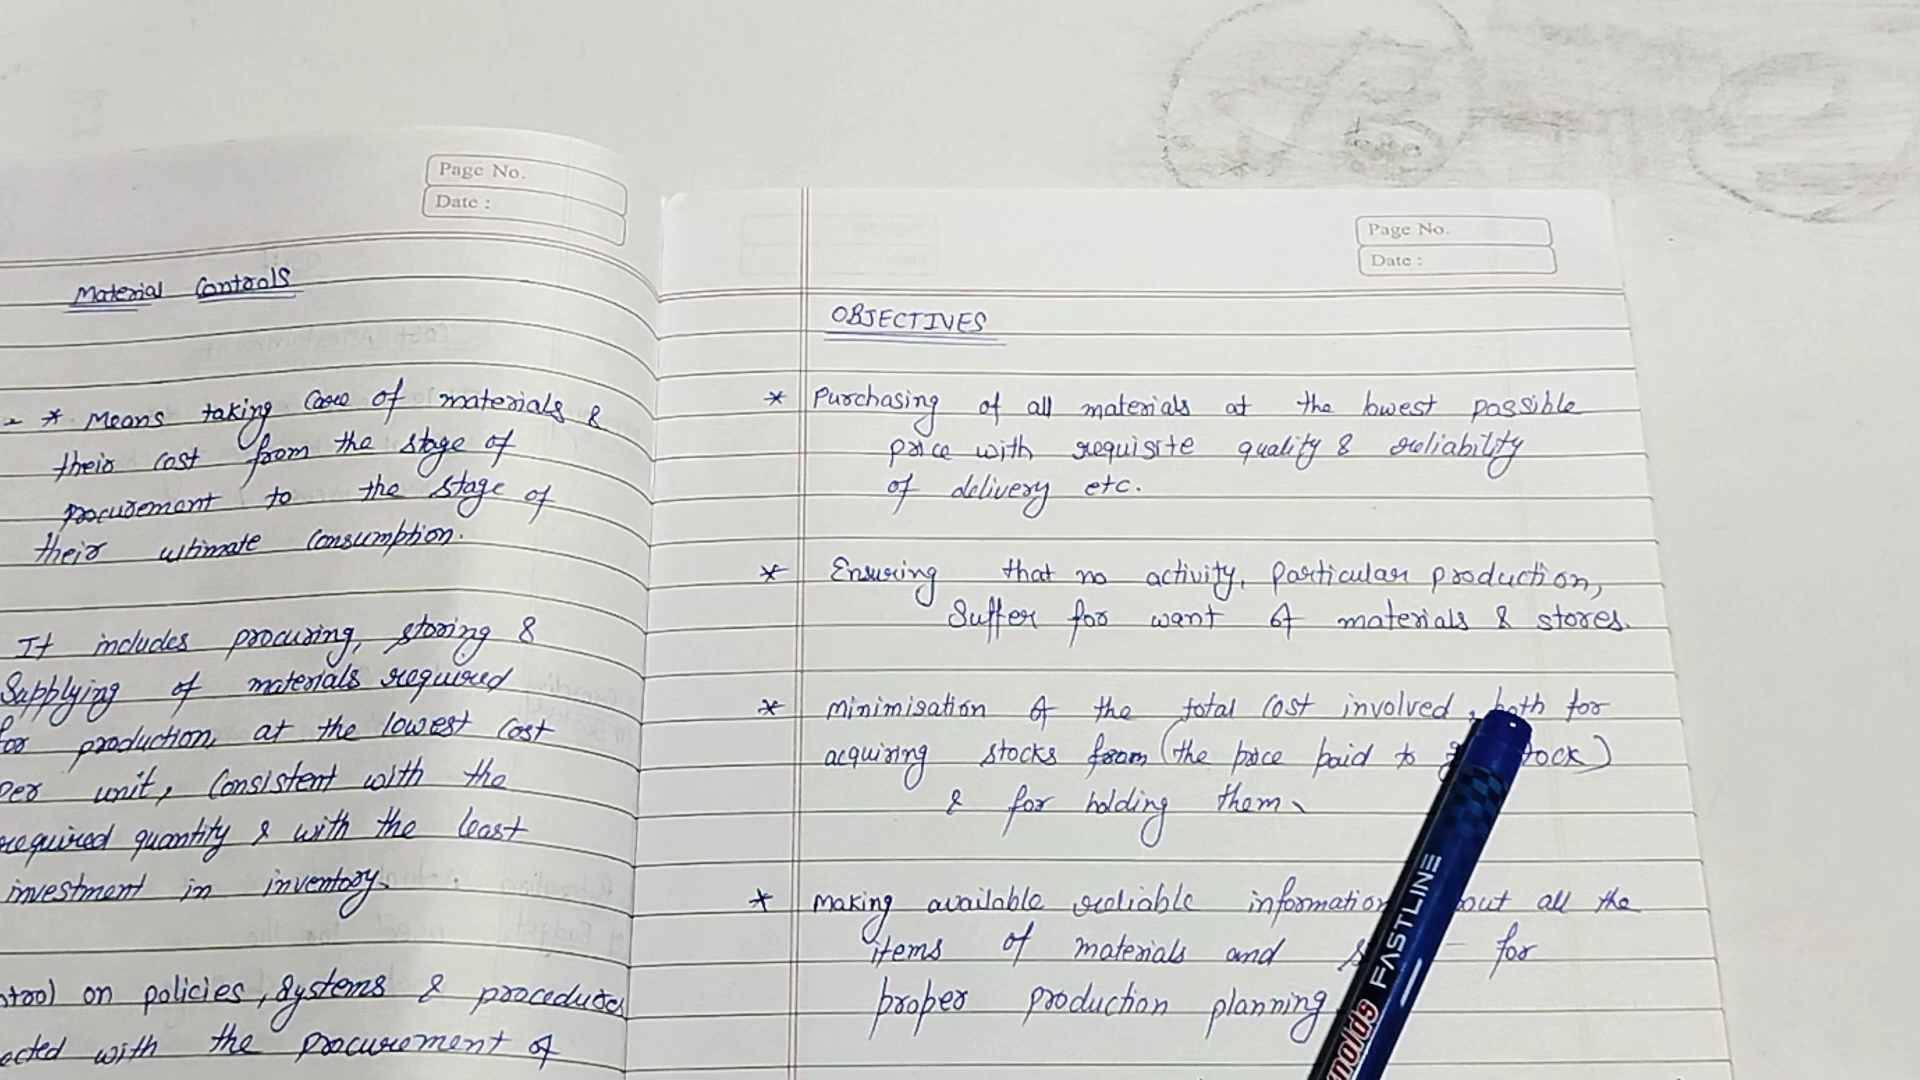 Page No.
Date :
Material Controls
* Means taking Care of materials &
their cost from the stage of
procurement to the stage of
their ultimate Consumption.
It includes procuring, storing &
Supplying of materials required
for production, at the lowest cost
per unit, Consistent with the
required quantity & with the least
investment in inventory.
on policies, Systems & procedures
with the procurement of
Page No.
Date :
OBJECTIVES
* Purchasing of all materials at the lowest possible
price with requisite quality & reliability
of delivery etc.
* Ensuring that no activity, Particular production,
Suffer for want of materials & stores.
* Minimisation of the total Cost involved, both for
acquiring stocks from (the price paid to
& for holding them.
* Making available reliable information all the
items of materials and for
proper production planning
FASTLINE